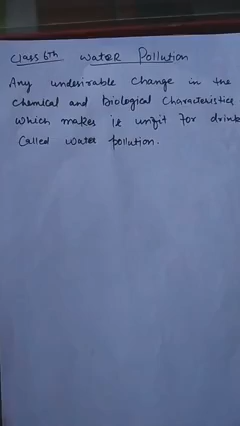 Class 6th Water Pollution
Any undesirable change in the
chemical and Biological Characteristics
which makes it unfit for drink
Called water pollution.